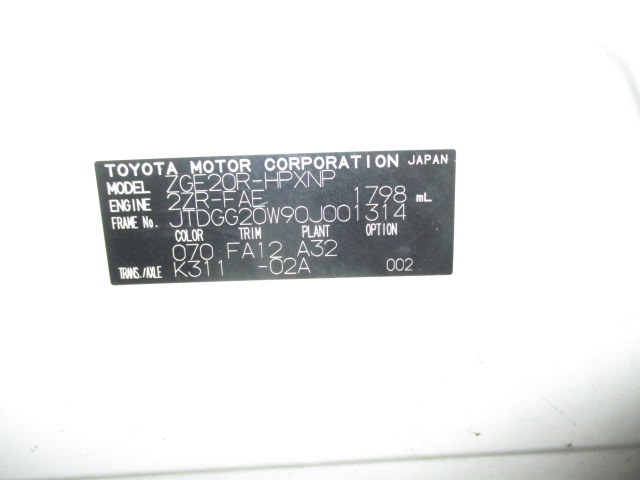 TOYOTA MOTOR CORPORATION JAPAN
MODEL ZGE20R-HPXNP
ENGINE 2ZR-FAE 1798 mL
FRAME No. JTDGG20W90J001314
COLOR TRIM PLANT OPTION
070 FA12 A32
TRANS./AXLE K311 -02A 002